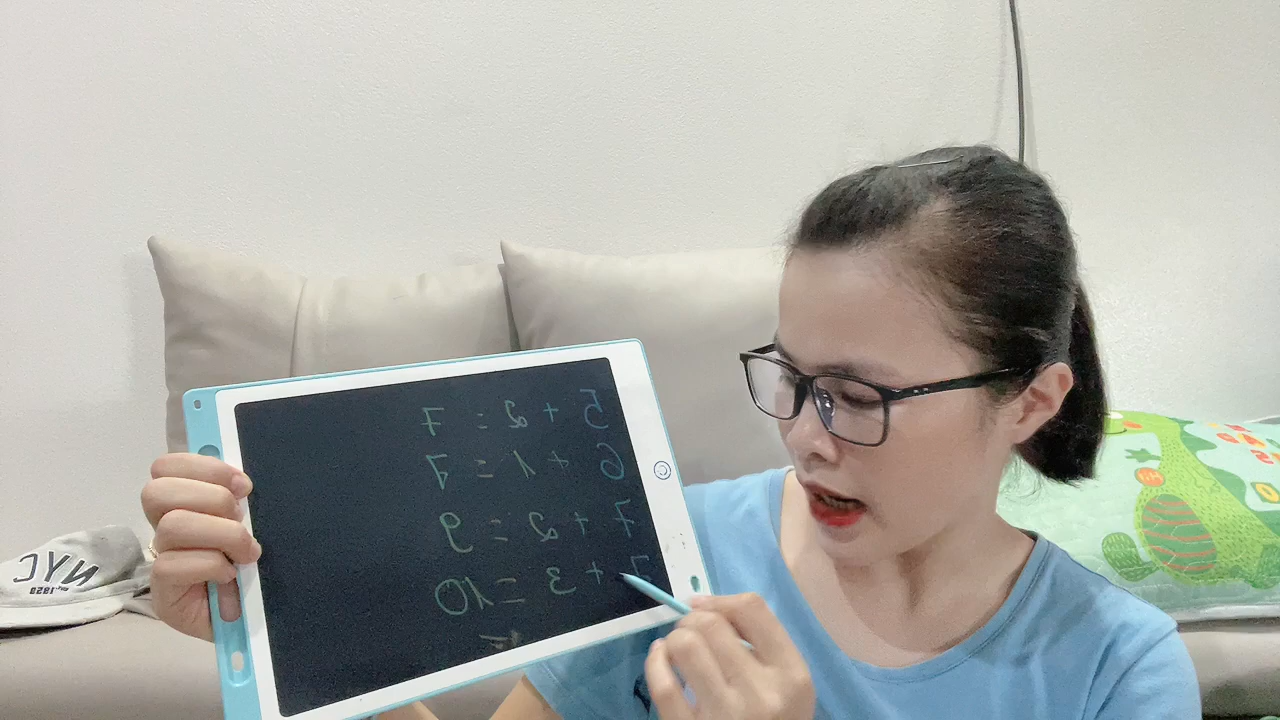 5 + 2 = 7
6 + 1 = 7
7 + 2 = 9
7 + 3 = 10
NYC